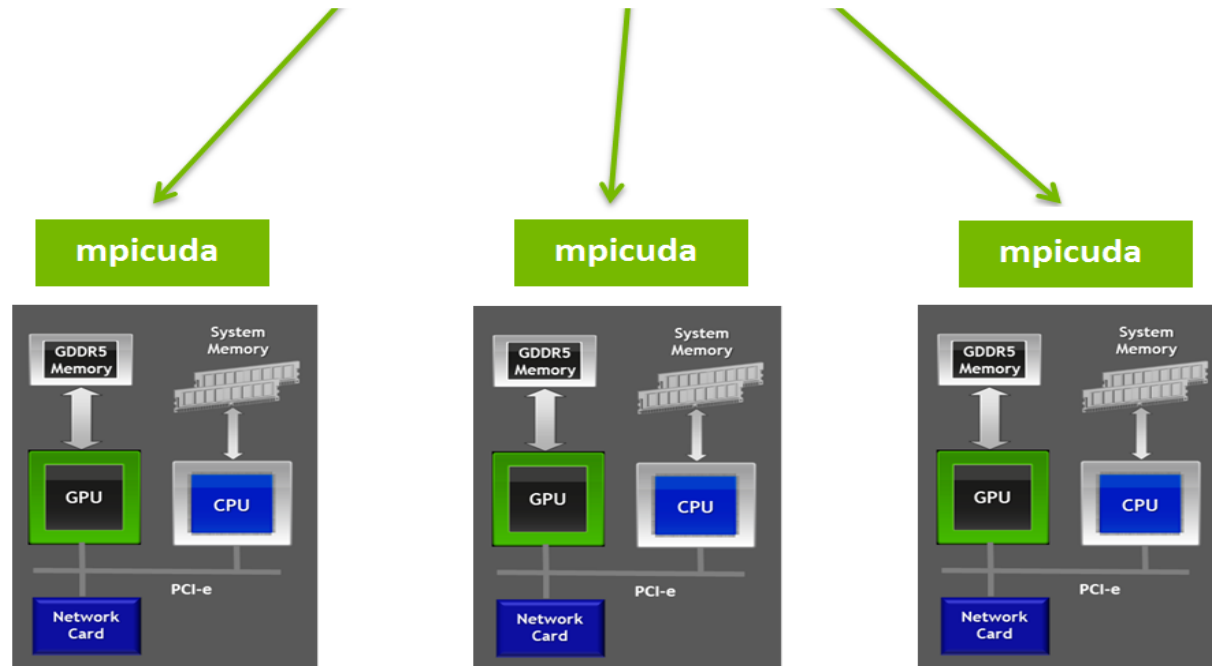 mpicuda
mpicuda
mpicuda
GDDR5
Memory
System
Memory
GPU
CPU
PCI-e
Network
Card
GDDR5
Memory
System
Memory
GPU
CPU
PCI-e
Network
Card
GDDR5
Memory
System
Memory
GPU
CPU
PCI-e
Network
Card